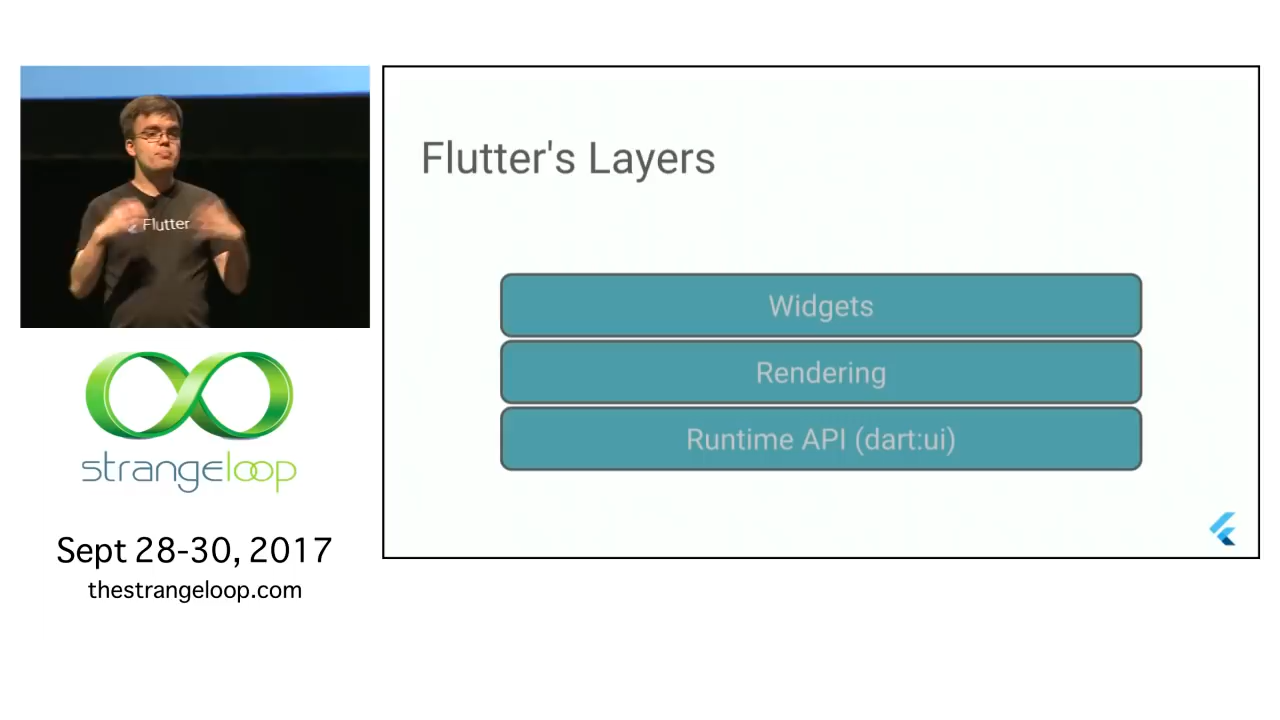 Flutter
strangeloop
Sept 28-30, 2017
thestrangeloop.com
Flutter's Layers
Widgets
Rendering
Runtime API (dart:ui)